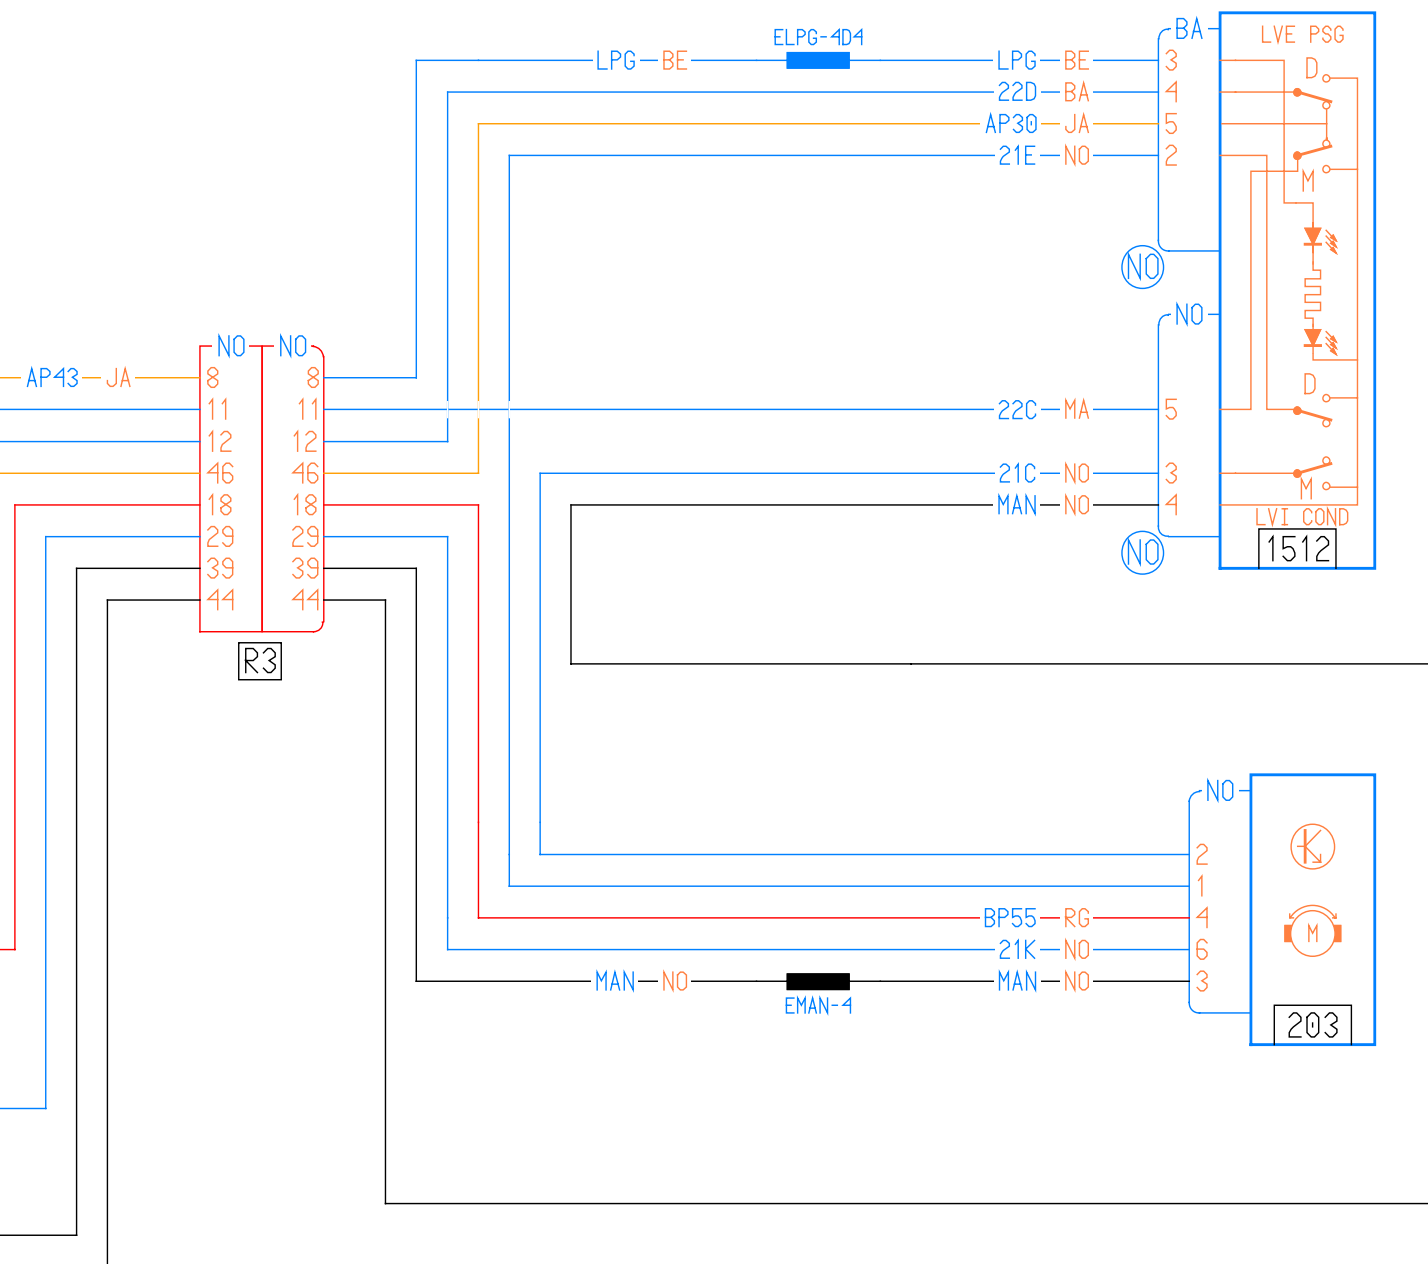 ELPG-4D4
BA
LVE PSG
LPG BE LPG BE 3
D
22D BA 4
AP30 JA 5
21E NO 2
M
NO
NO
NO NO
AP43 JA 8 8
D
11 11 22C MA 5
12 12
46 46 21C NO 3
M
18 18 MAN NO 4
LVI COND
29 29
NO
1512
39 39
44 44
R3
NO
2
K
1
BP55 RG 4
M
21K NO 6
MAN NO MAN NO 3
EMAN-4
203